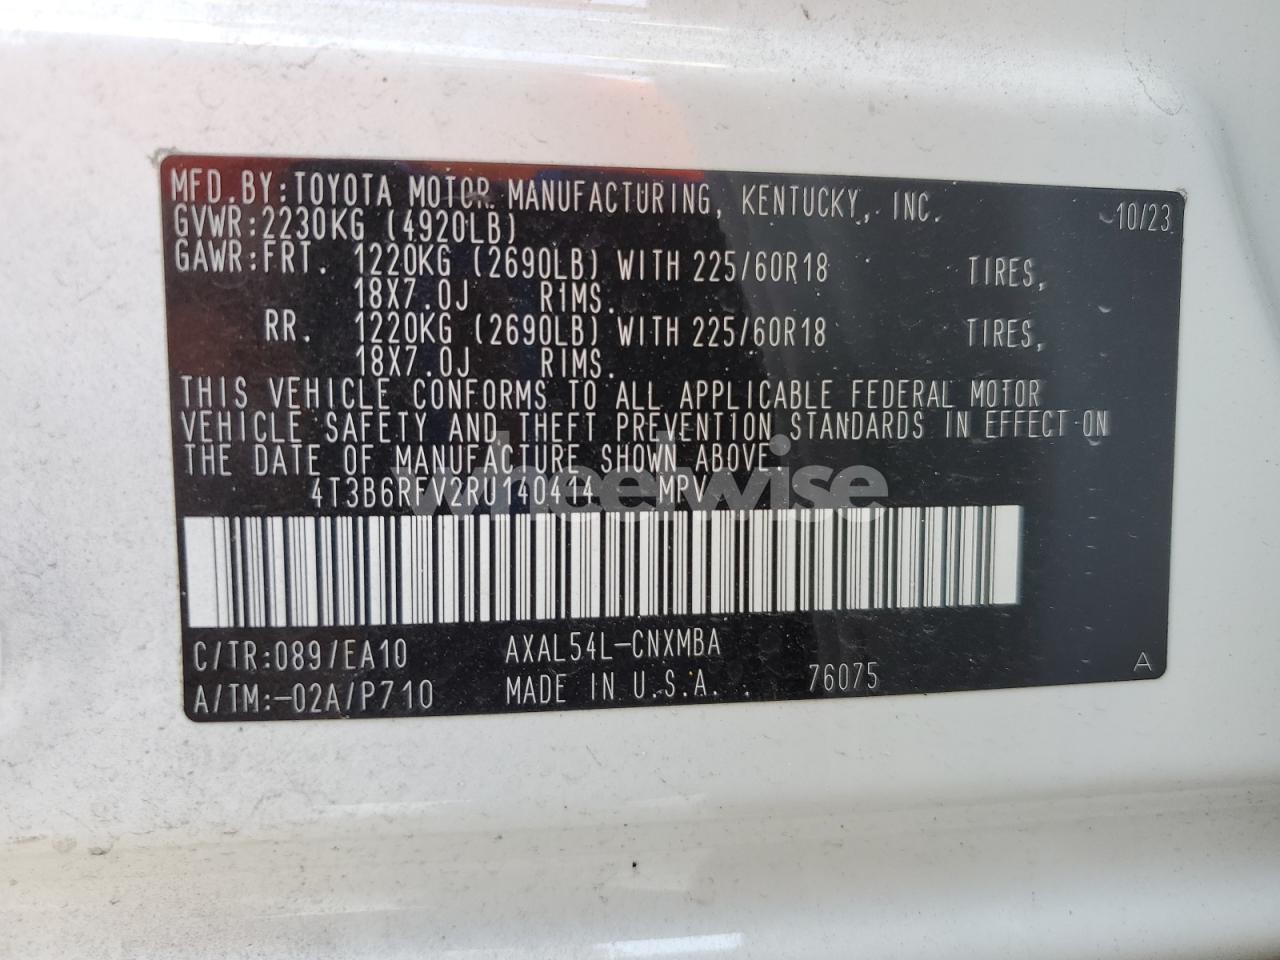 MFD.BY:TOYOTA MOTOR MANUFACTURING, KENTUCKY, INC. 10/23
GVWR:2230KG (4920LB)
GAWR:FRT. 1220KG (2690LB) WITH 225/60R18 TIRES,
18X7.0J RIMS.
RR. 1220KG (2690LB) WITH 225/60R18 TIRES,
18X7.0J RIMS.
THIS VEHICLE CONFORMS TO ALL APPLICABLE FEDERAL MOTOR
VEHICLE SAFETY AND THEFT PREVENTION STANDARDS IN EFFECT ON
THE DATE OF MANUFACTURE SHOWN ABOVE.
4T3B6RFV2RU140414 MPV
wheelwise
C/TR:089/EA10 AXAL54L-CNXMBA
A/TM:-02A/P710 MADE IN U.S.A. 76075 A